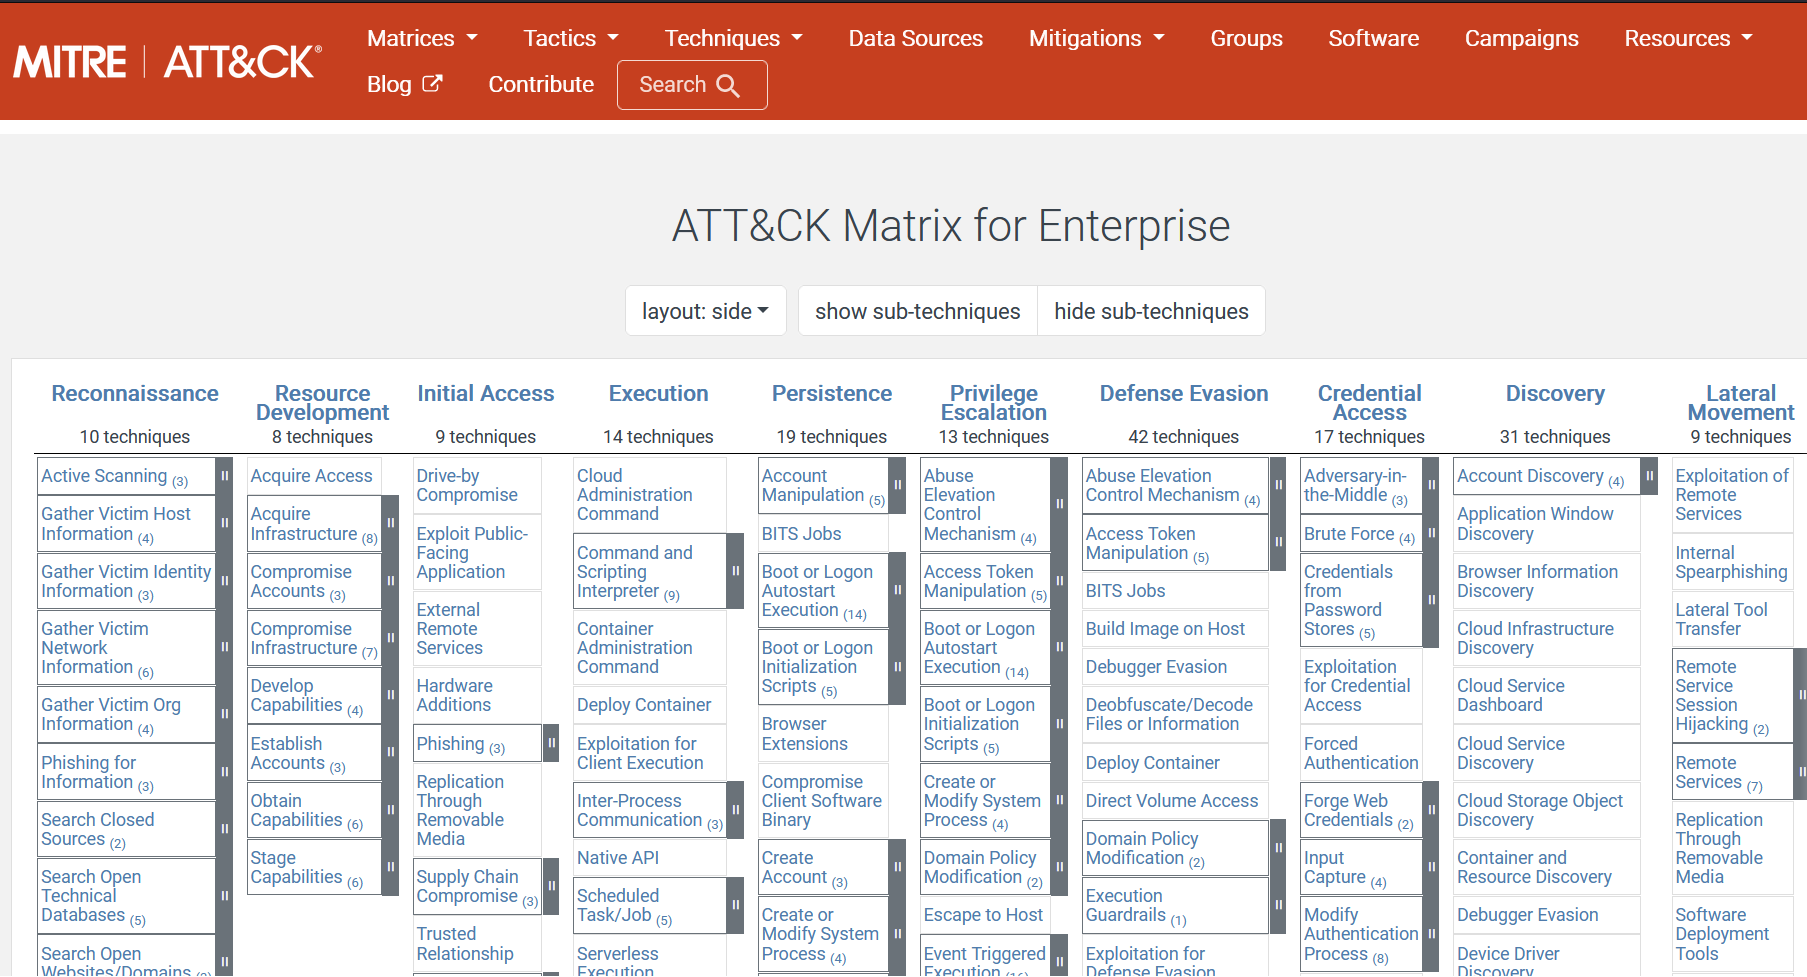 MITRE | ATT&CK®
Matrices
Tactics
Techniques
Data Sources
Mitigations
Groups
Software
Campaigns
Resources
Blog
Contribute
Search
ATT&CK Matrix for Enterprise
layout: side
show sub-techniques
hide sub-techniques
Reconnaissance
10 techniques
Active Scanning (3)
Gather Victim Host
Information (4)
Gather Victim Identity
Information (3)
Gather Victim
Network
Information (6)
Gather Victim Org
Information (4)
Phishing for
Information (3)
Search Closed
Sources (2)
Search Open
Technical
Databases (5)
Search Open
Websites/Domains
Resource
Development
8 techniques
Acquire Access
Acquire
Infrastructure (8)
Compromise
Accounts (3)
Compromise
Infrastructure (7)
Develop
Capabilities (4)
Establish
Accounts (3)
Obtain
Capabilities (6)
Stage
Capabilities (6)
Initial Access
9 techniques
Drive-by
Compromise
Exploit Public-
Facing
Application
External
Remote
Services
Hardware
Additions
Phishing (3)
Replication
Through
Removable
Media
Supply Chain
Compromise (3)
Trusted
Relationship
Execution
14 techniques
Cloud
Administration
Command
Command and
Scripting
Interpreter (9)
Container
Administration
Command
Deploy Container
Exploitation for
Client Execution
Inter-Process
Communication (3)
Native API
Scheduled
Task/Job (5)
Serverless
Execution
Persistence
19 techniques
Account
Manipulation (5)
BITS Jobs
Boot or Logon
Autostart
Execution (14)
Boot or Logon
Initialization
Scripts (5)
Browser
Extensions
Compromise
Client Software
Binary
Create
Account (3)
Create or
Modify System
Process (4)
Privilege
Escalation
13 techniques
Abuse
Elevation
Control
Mechanism (4)
Access Token
Manipulation (5)
Boot or Logon
Autostart
Execution (14)
Boot or Logon
Initialization
Scripts (5)
Create or
Modify System
Process (4)
Domain Policy
Modification (2)
Escape to Host
Event Triggered
Execution
Defense Evasion
42 techniques
Abuse Elevation
Control Mechanism (4)
Access Token
Manipulation (5)
BITS Jobs
Build Image on Host
Debugger Evasion
Deobfuscate/Decode
Files or Information
Deploy Container
Direct Volume Access
Domain Policy
Modification (2)
Execution
Guardrails (1)
Exploitation for
Defense Evasion
Credential
Access
17 techniques
Adversary-in-
the-Middle (3)
Brute Force (4)
Credentials
from
Password
Stores (5)
Exploitation
for Credential
Access
Forced
Authentication
Forge Web
Credentials (2)
Input
Capture (4)
Modify
Authentication
Process (8)
Discovery
31 techniques
Account Discovery (4)
Application Window
Discovery
Browser Information
Discovery
Cloud Infrastructure
Discovery
Cloud Service
Dashboard
Cloud Service
Discovery
Cloud Storage Object
Discovery
Container and
Resource Discovery
Debugger Evasion
Device Driver
Discovery
Lateral
Movement
9 techniques
Exploitation of
Remote
Services
Internal
Spearphishing
Lateral Tool
Transfer
Remote
Service
Session
Hijacking (2)
Remote
Services (7)
Replication
Through
Removable
Media
Software
Deployment
Tools